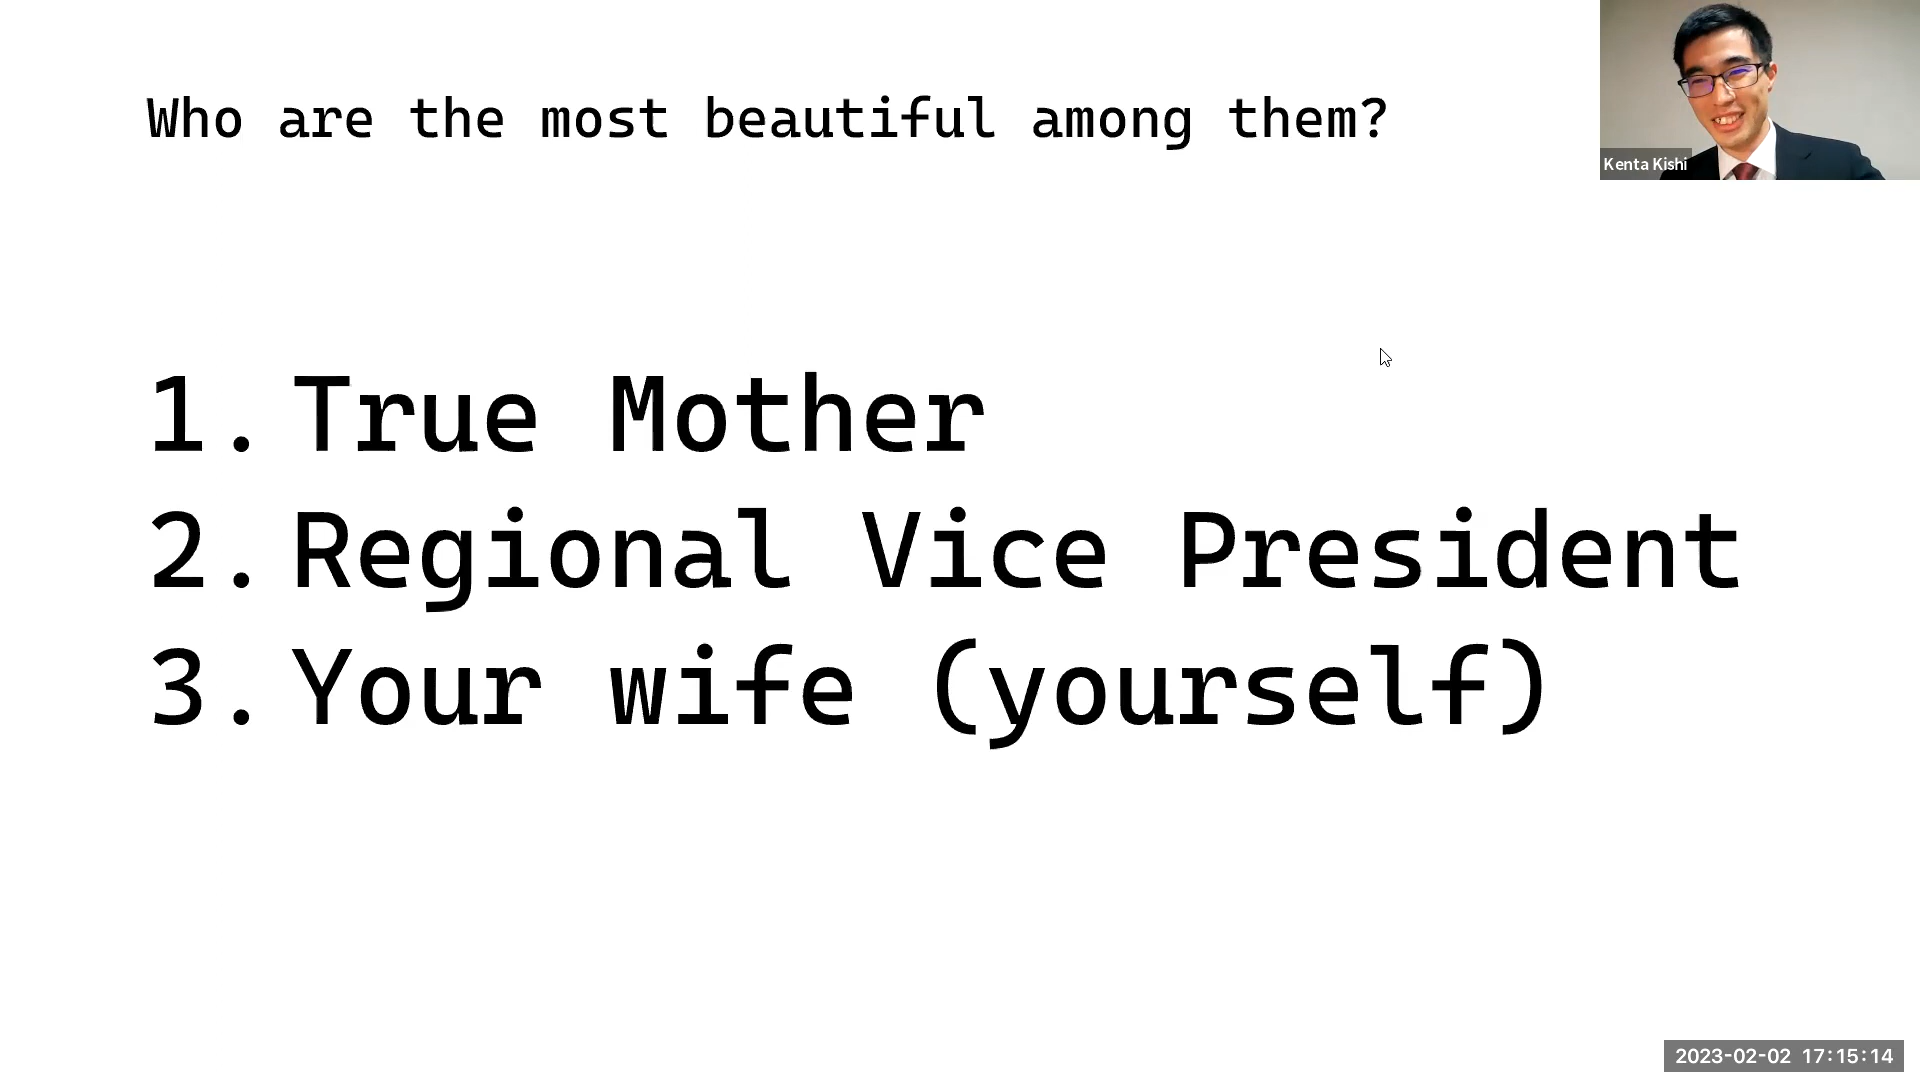 Who are the most beautiful among them?
Kenta Kishi
1. True Mother
2. Regional Vice President
3. Your wife (yourself)
2023-02-02 17:15:14